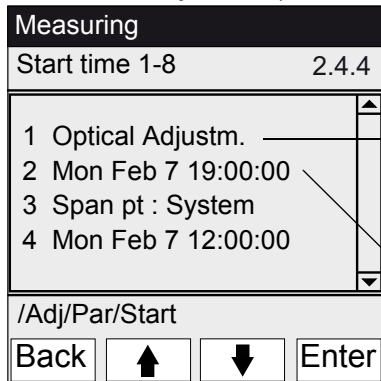 Measuring
Start time 1-8 2.4.4
1 Optical Adjustm.
2 Mon Feb 7 19:00:00
3 Span pt : System
4 Mon Feb 7 12:00:00
/Adj/Par/Start
Back Enter